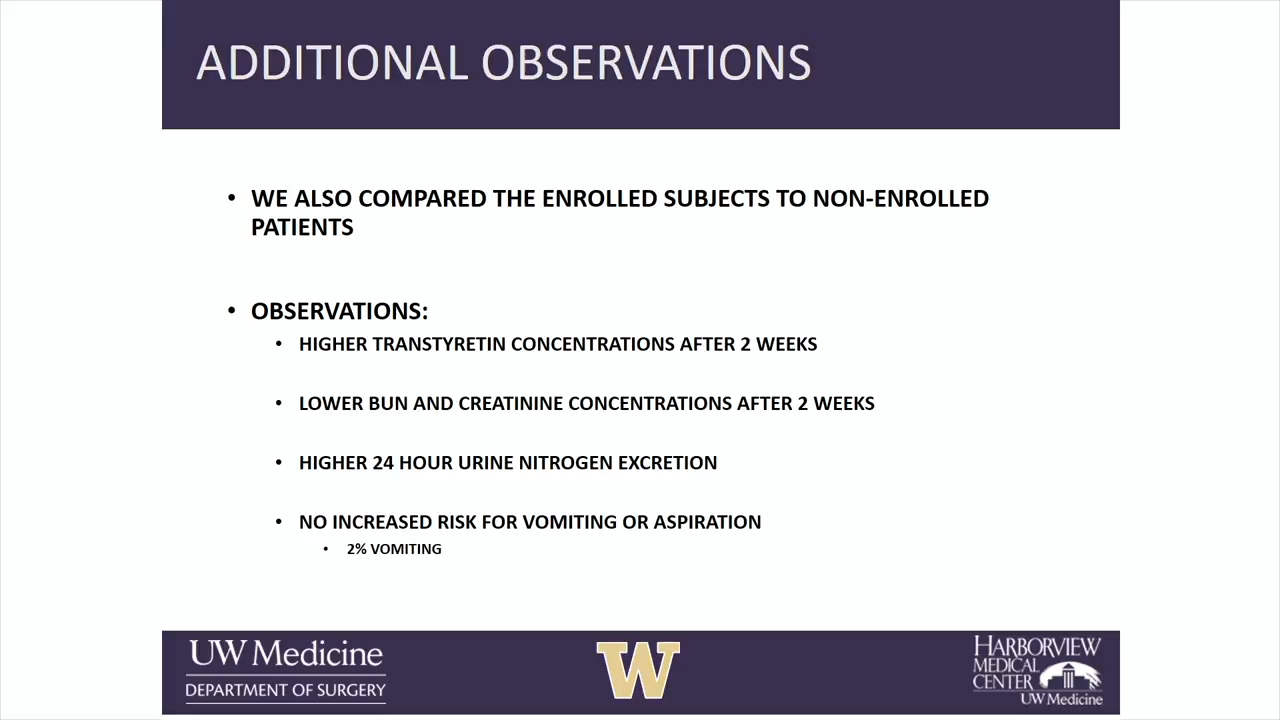 ADDITIONAL OBSERVATIONS
• WE ALSO COMPARED THE ENROLLED SUBJECTS TO NON-ENROLLED
PATIENTS
• OBSERVATIONS:
• HIGHER TRANSTYRETIN CONCENTRATIONS AFTER 2 WEEKS
• LOWER BUN AND CREATININE CONCENTRATIONS AFTER 2 WEEKS
• HIGHER 24 HOUR URINE NITROGEN EXCRETION
• NO INCREASED RISK FOR VOMITING OR ASPIRATION
• 2% VOMITING
UW Medicine
DEPARTMENT OF SURGERY
W
HARBORVIEW
MEDICAL
CENTER
UW Medicine